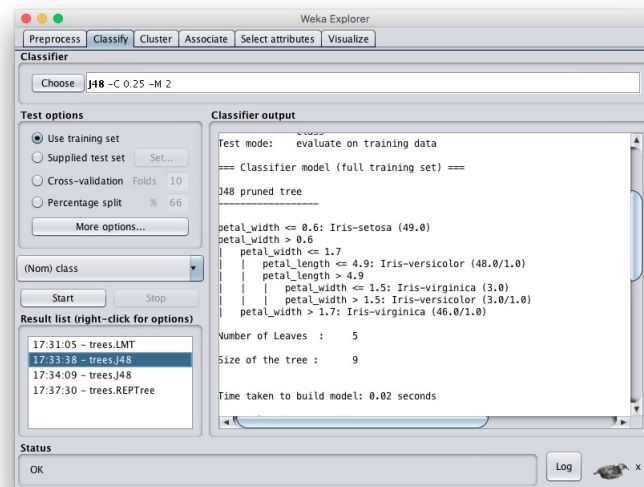 Weka Explorer
Preprocess Classify Cluster Associate Select attributes Visualize
Classifier
Choose J48 -C 0.25 -M 2
Test options
Use training set
Supplied test set Set...
Cross-validation Folds 10
Percentage split % 66
More options...
(Nom) class
Start Stop
Result list (right-click for options)
17:31:05 - trees.LMT
17:33:38 - trees.J48
17:34:09 - trees.J48
17:37:30 - trees.REPTree
Classifier output
class
Test mode: evaluate on training data
=== Classifier model (full training set) ===
J48 pruned tree
------------------
petal_width <= 0.6: Iris-setosa (49.0)
petal_width > 0.6
| petal_width <= 1.7
| | petal_length <= 4.9: Iris-versicolor (48.0/1.0)
| | petal_length > 4.9
| | | petal_width <= 1.5: Iris-virginica (3.0)
| | | petal_width > 1.5: Iris-versicolor (3.0/1.0)
| petal_width > 1.7: Iris-virginica (46.0/1.0)
Number of Leaves : 5
Size of the tree : 9
Time taken to build model: 0.02 seconds
Status
OK
Log
x